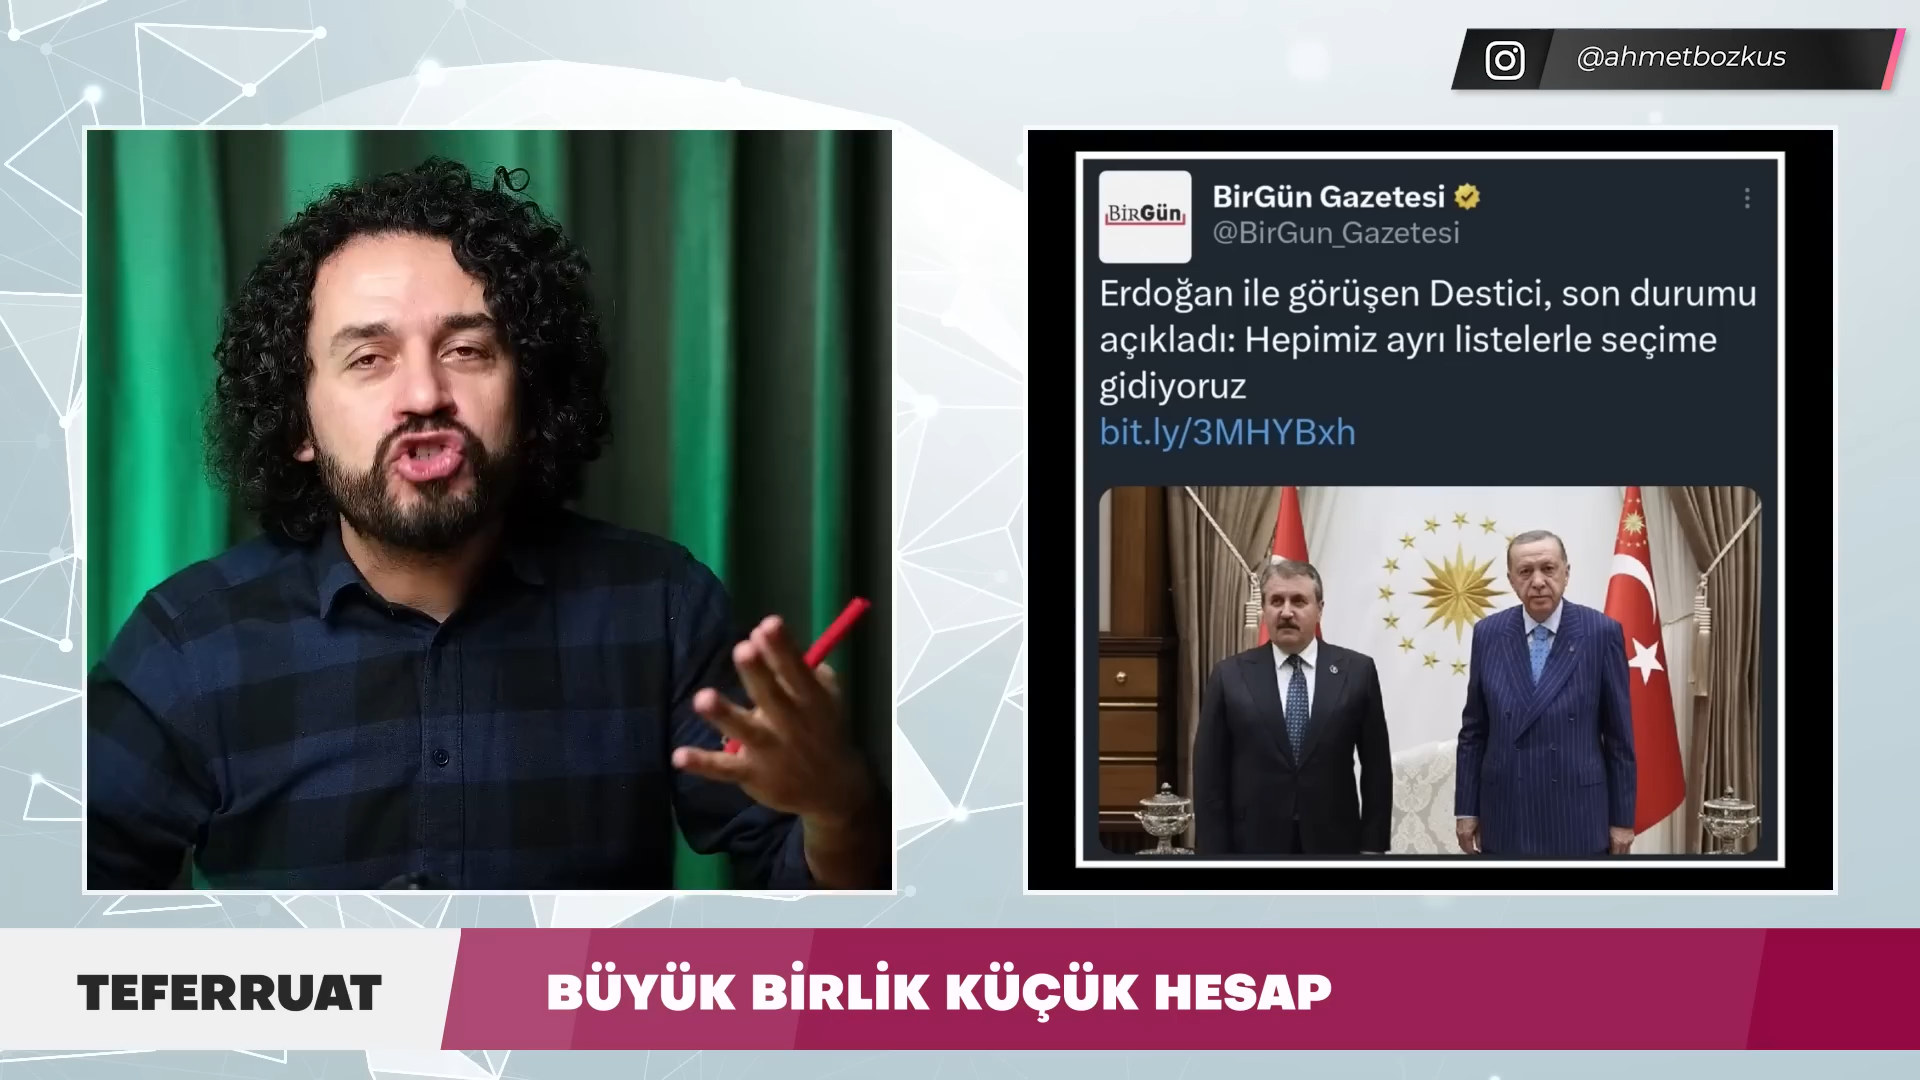 @ahmetbozkus
BirGün
BirGün Gazetesi
@BirGun_Gazetesi
Erdoğan ile görüşen Destici, son durumu
açıkladı: Hepimiz ayrı listelerle seçime
gidiyoruz
bit.ly/3MHYBxh
TEFERRUAT
BÜYÜK BİRLİK KÜÇÜK HESAP